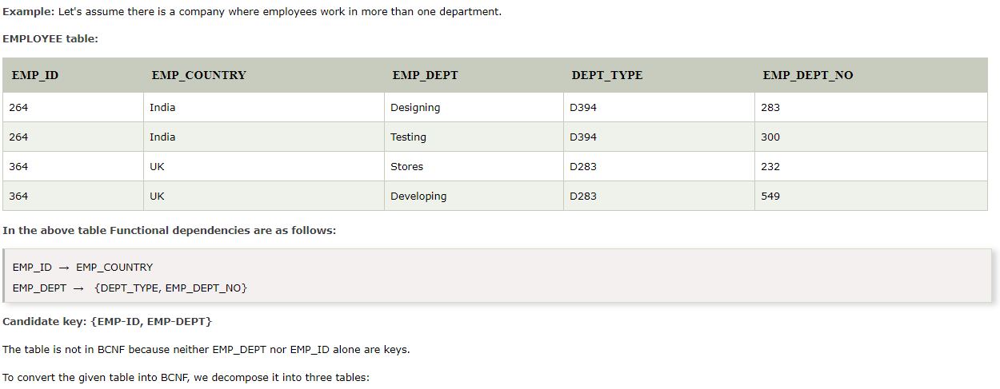 Example: Let's assume there is a company where employees work in more than one department.
EMPLOYEE table:
EMP_ID EMP_COUNTRY EMP_DEPT DEPT_TYPE EMP_DEPT_NO
264 India Designing D394 283
264 India Testing D394 300
364 UK Stores D283 232
364 UK Developing D283 549
In the above table Functional dependencies are as follows:
EMP_ID → EMP_COUNTRY
EMP_DEPT → {DEPT_TYPE, EMP_DEPT_NO}
Candidate key: {EMP-ID, EMP-DEPT}
The table is not in BCNF because neither EMP_DEPT nor EMP_ID alone are keys.
To convert the given table into BCNF, we decompose it into three tables: